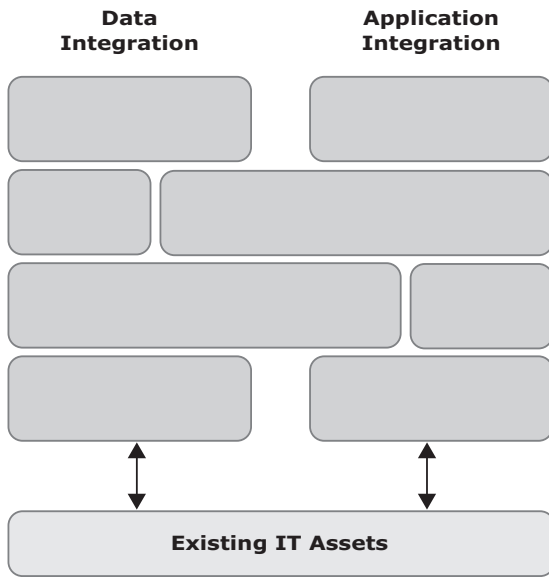 Data
Integration
Application
Integration
Existing IT Assets